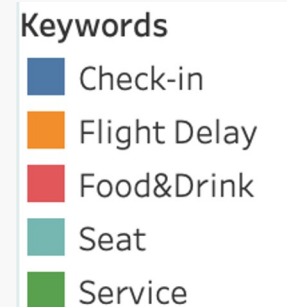 Keywords
Check-in
Flight Delay
Food&Drink
Seat
Service